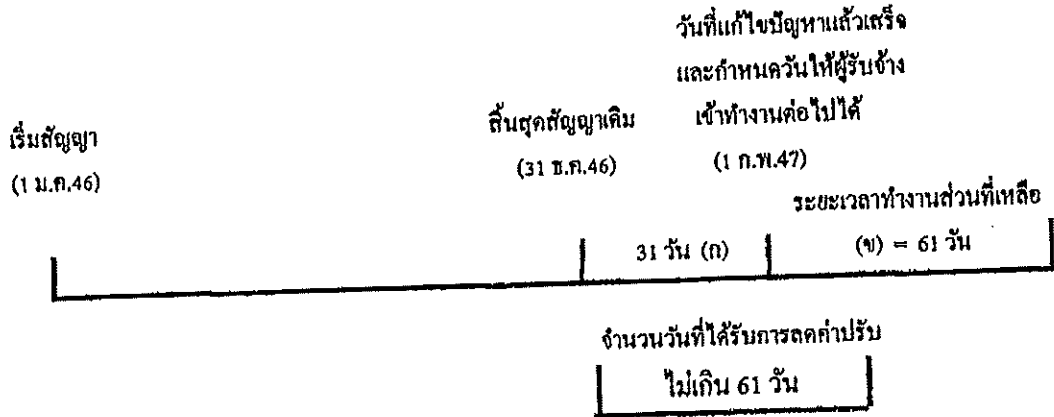 วันที่แก้ไขปัญหาแล้วเสร็จ
และกำหนดวันให้ผู้รับจ้าง
เข้าทำงานต่อไปได้
(1 ก.พ.47)
เริ่มสัญญา
(1 ม.ค.46)
สิ้นสุดสัญญาเดิม
(31 ธ.ค.46)
ระยะเวลาทำงานส่วนที่เหลือ
31 วัน (ก)
(ข) = 61 วัน
จำนวนวันที่ได้รับการลดค่าปรับ
ไม่เกิน 61 วัน